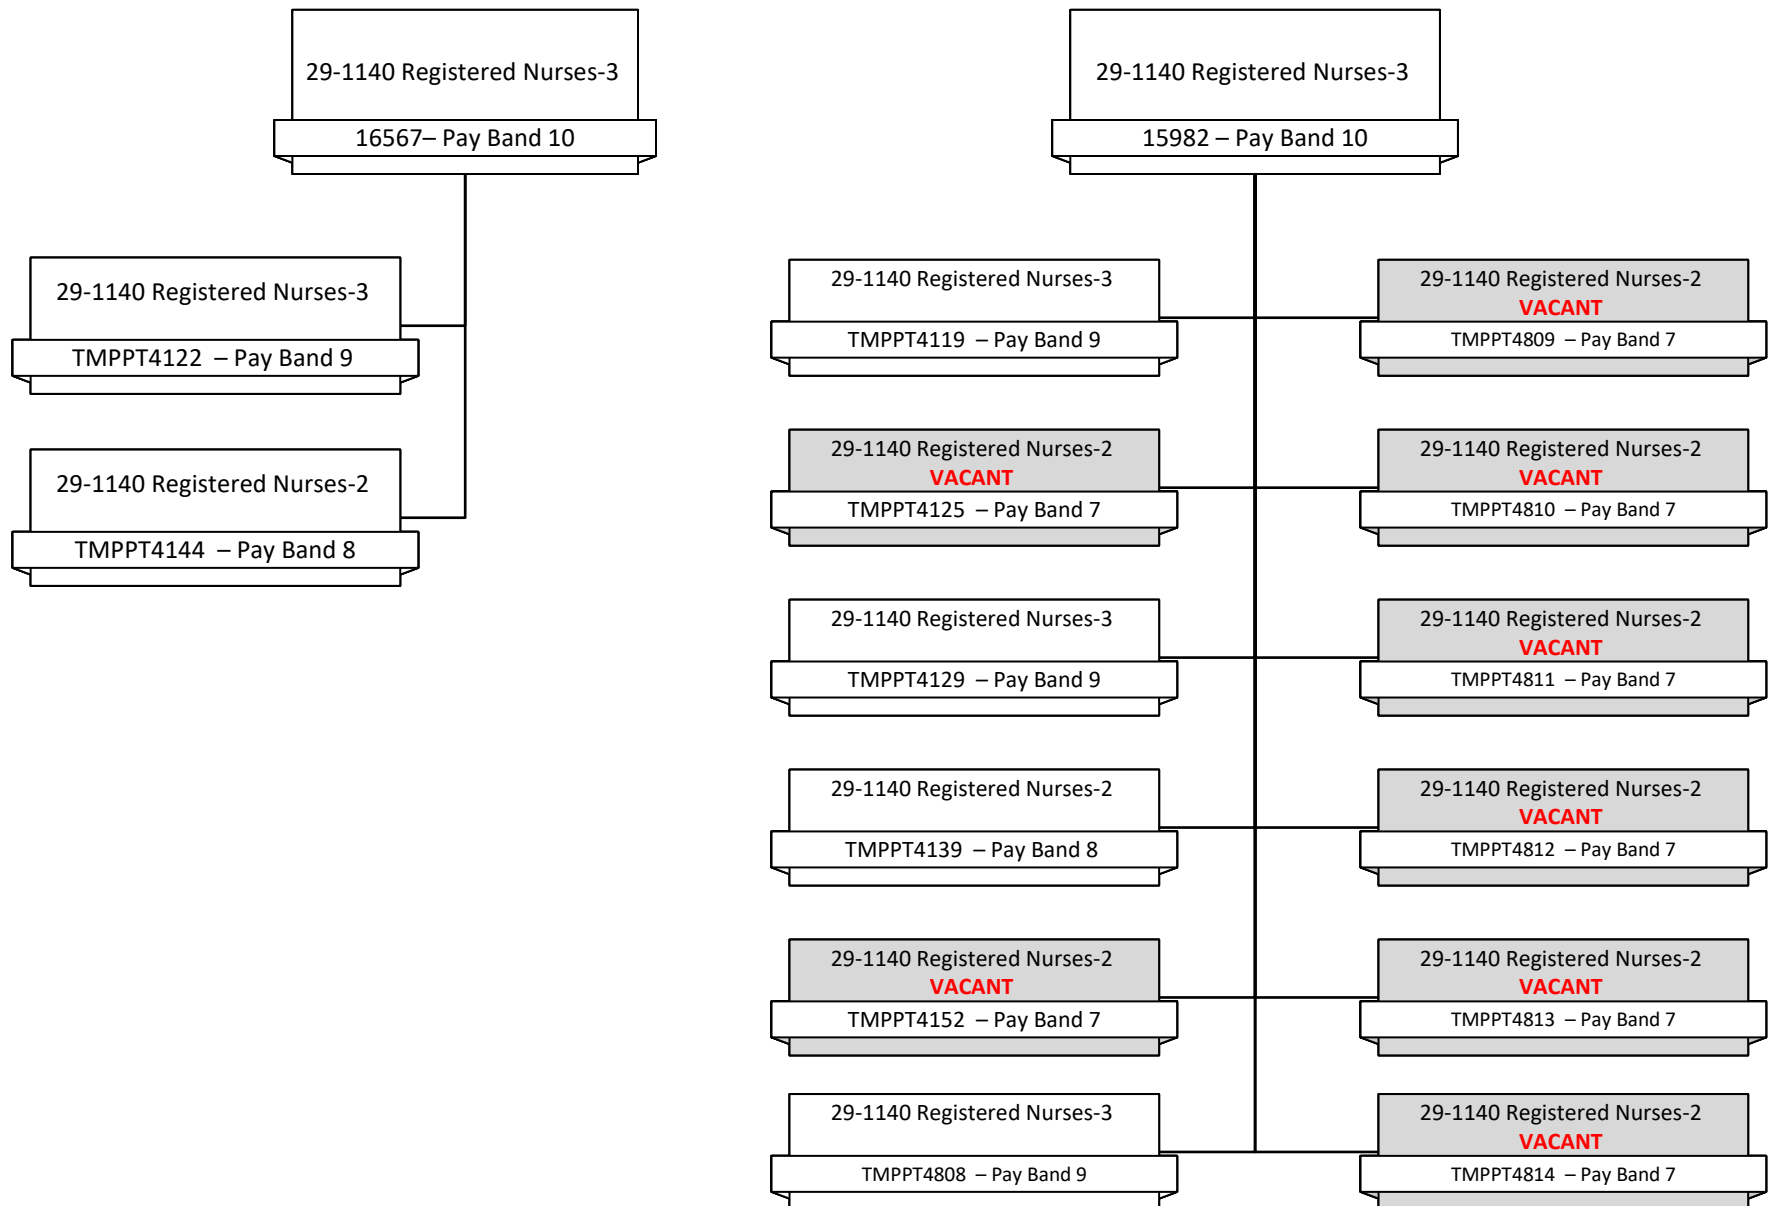 29-1140 Registered Nurses-3
16567– Pay Band 10
29-1140 Registered Nurses-3
TMPPT4122 – Pay Band 9
29-1140 Registered Nurses-2
TMPPT4144 – Pay Band 8
29-1140 Registered Nurses-3
15982 – Pay Band 10
29-1140 Registered Nurses-3
TMPPT4119 – Pay Band 9
29-1140 Registered Nurses-2
VACANT
TMPPT4809 – Pay Band 7
29-1140 Registered Nurses-2
VACANT
TMPPT4125 – Pay Band 7
29-1140 Registered Nurses-2
VACANT
TMPPT4810 – Pay Band 7
29-1140 Registered Nurses-3
TMPPT4129 – Pay Band 9
29-1140 Registered Nurses-2
VACANT
TMPPT4811 – Pay Band 7
29-1140 Registered Nurses-2
TMPPT4139 – Pay Band 8
29-1140 Registered Nurses-2
VACANT
TMPPT4812 – Pay Band 7
29-1140 Registered Nurses-2
VACANT
TMPPT4152 – Pay Band 7
29-1140 Registered Nurses-2
VACANT
TMPPT4813 – Pay Band 7
29-1140 Registered Nurses-3
TMPPT4808 – Pay Band 9
29-1140 Registered Nurses-2
VACANT
TMPPT4814 – Pay Band 7